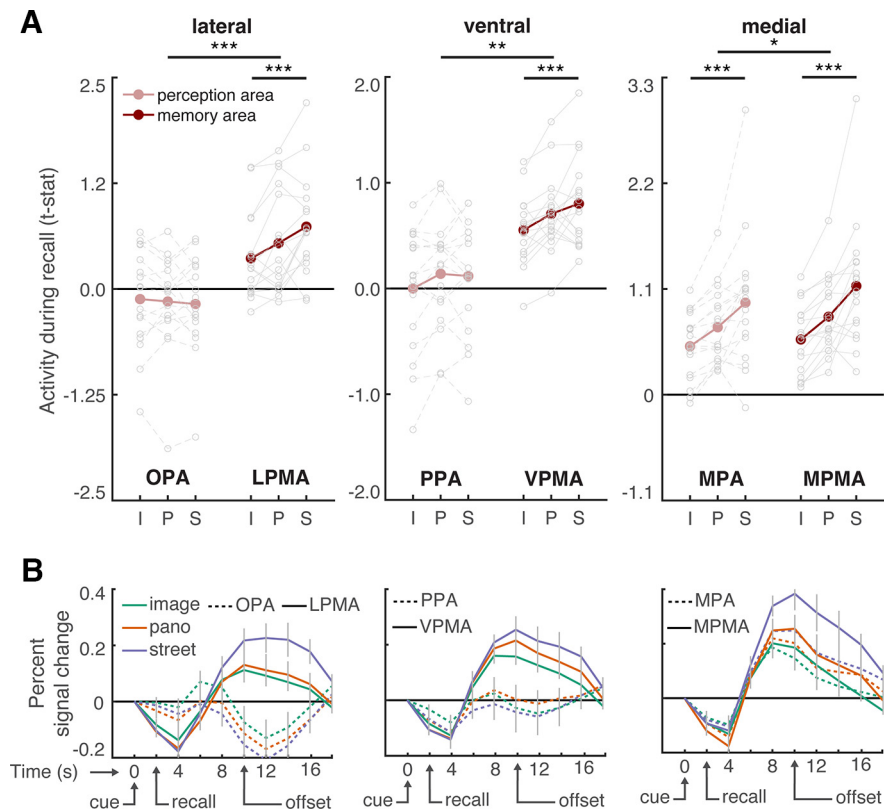 A
lateral
ventral
medial
***
**
*
***
***
***
***
2.5
1.2
0.0
-1.25
-2.5
Activity during recall (t-stat)
perception area
memory area
OPA
LPMA
I P S I P S
2.0
1.0
0.0
-1.0
-2.0
PPA
VPMA
I P S I P S
3.3
2.2
1.1
0
-1.1
MPA
MPMA
I P S I P S
B
0.4
0.2
0
-0.2
Percent
signal change
image
pano
street
OPA
LPMA
PPA
VPMA
MPA
MPMA
Time (s)
0 4 8 12 16
cue
recall
offset
0 4 8 12 16
cue
recall
offset
0 4 8 12 16
cue
recall
offset